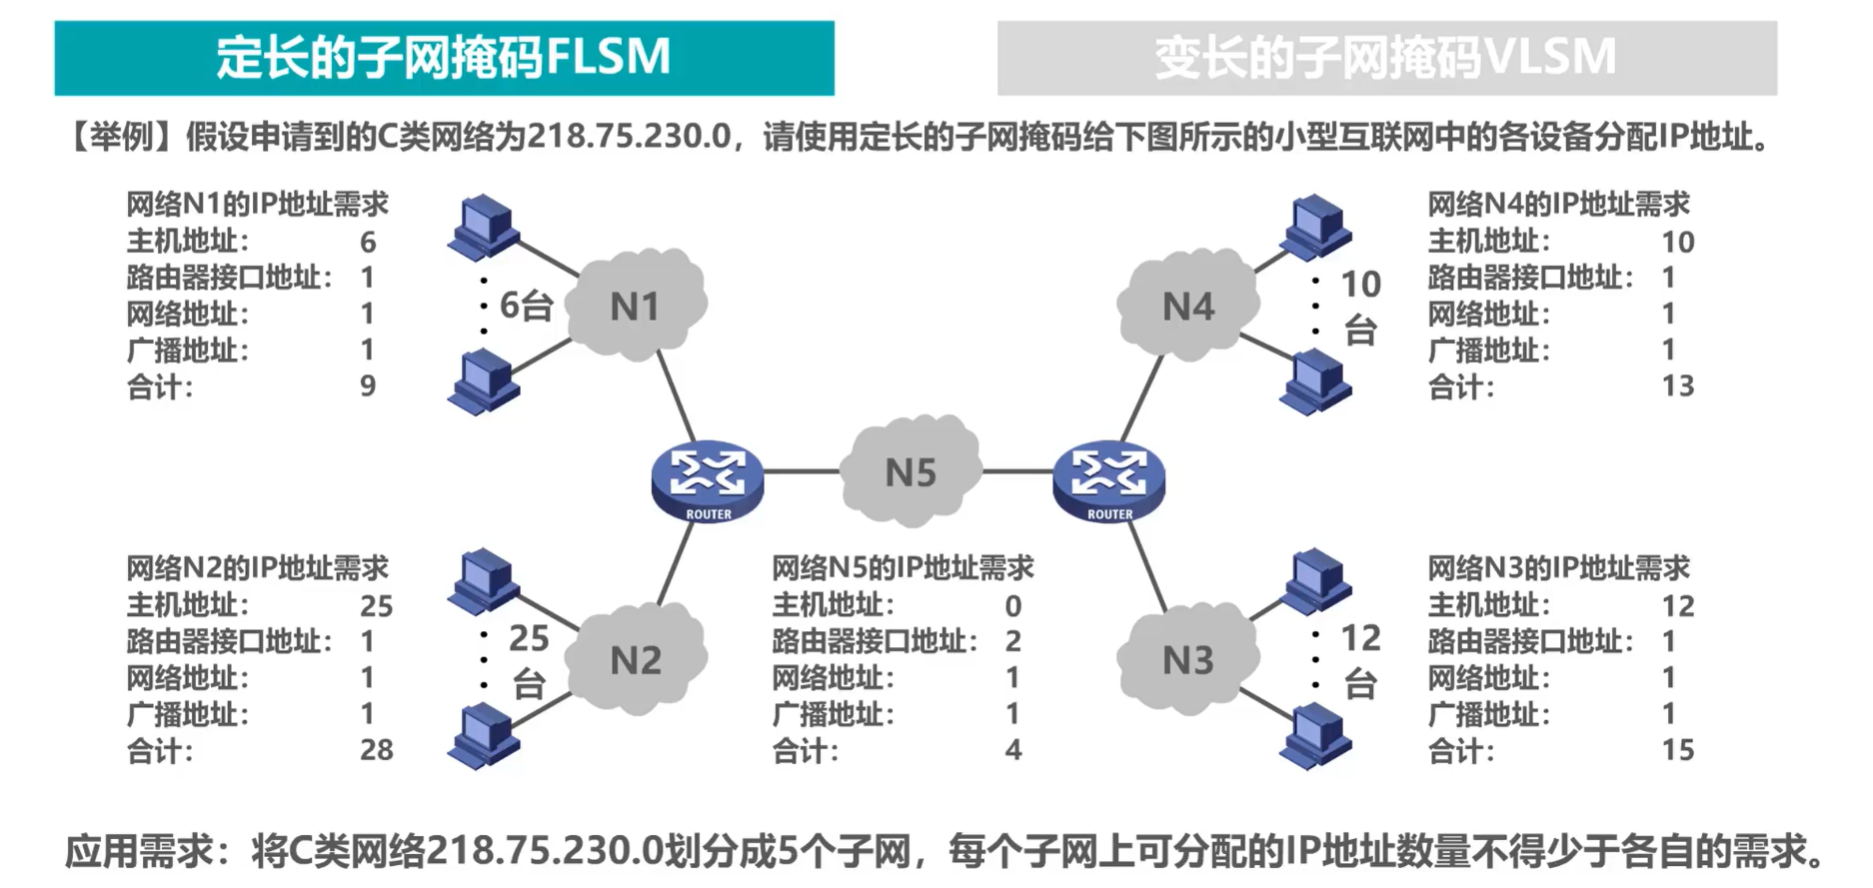 定长的子网掩码FLSM
变长的子网掩码VLSM
【举例】假设申请到的C类网络为218.75.230.0，请使用定长的子网掩码给下图所示的小型互联网中的各设备分配IP地址。
网络N1的IP地址需求
主机地址： 6
路由器接口地址： 1
网络地址： 1
广播地址： 1
合计： 9
6台
N1
N4
10
台
网络N4的IP地址需求
主机地址： 10
路由器接口地址： 1
网络地址： 1
广播地址： 1
合计： 13
ROUTER
N5
ROUTER
网络N2的IP地址需求
主机地址： 25
路由器接口地址： 1
网络地址： 1
广播地址： 1
合计： 28
25
台
N2
网络N5的IP地址需求
主机地址： 0
路由器接口地址： 2
网络地址： 1
广播地址： 1
合计： 4
N3
12
台
网络N3的IP地址需求
主机地址： 12
路由器接口地址： 1
网络地址： 1
广播地址： 1
合计： 15
应用需求：将C类网络218.75.230.0划分成5个子网，每个子网上可分配的IP地址数量不得少于各自的需求。